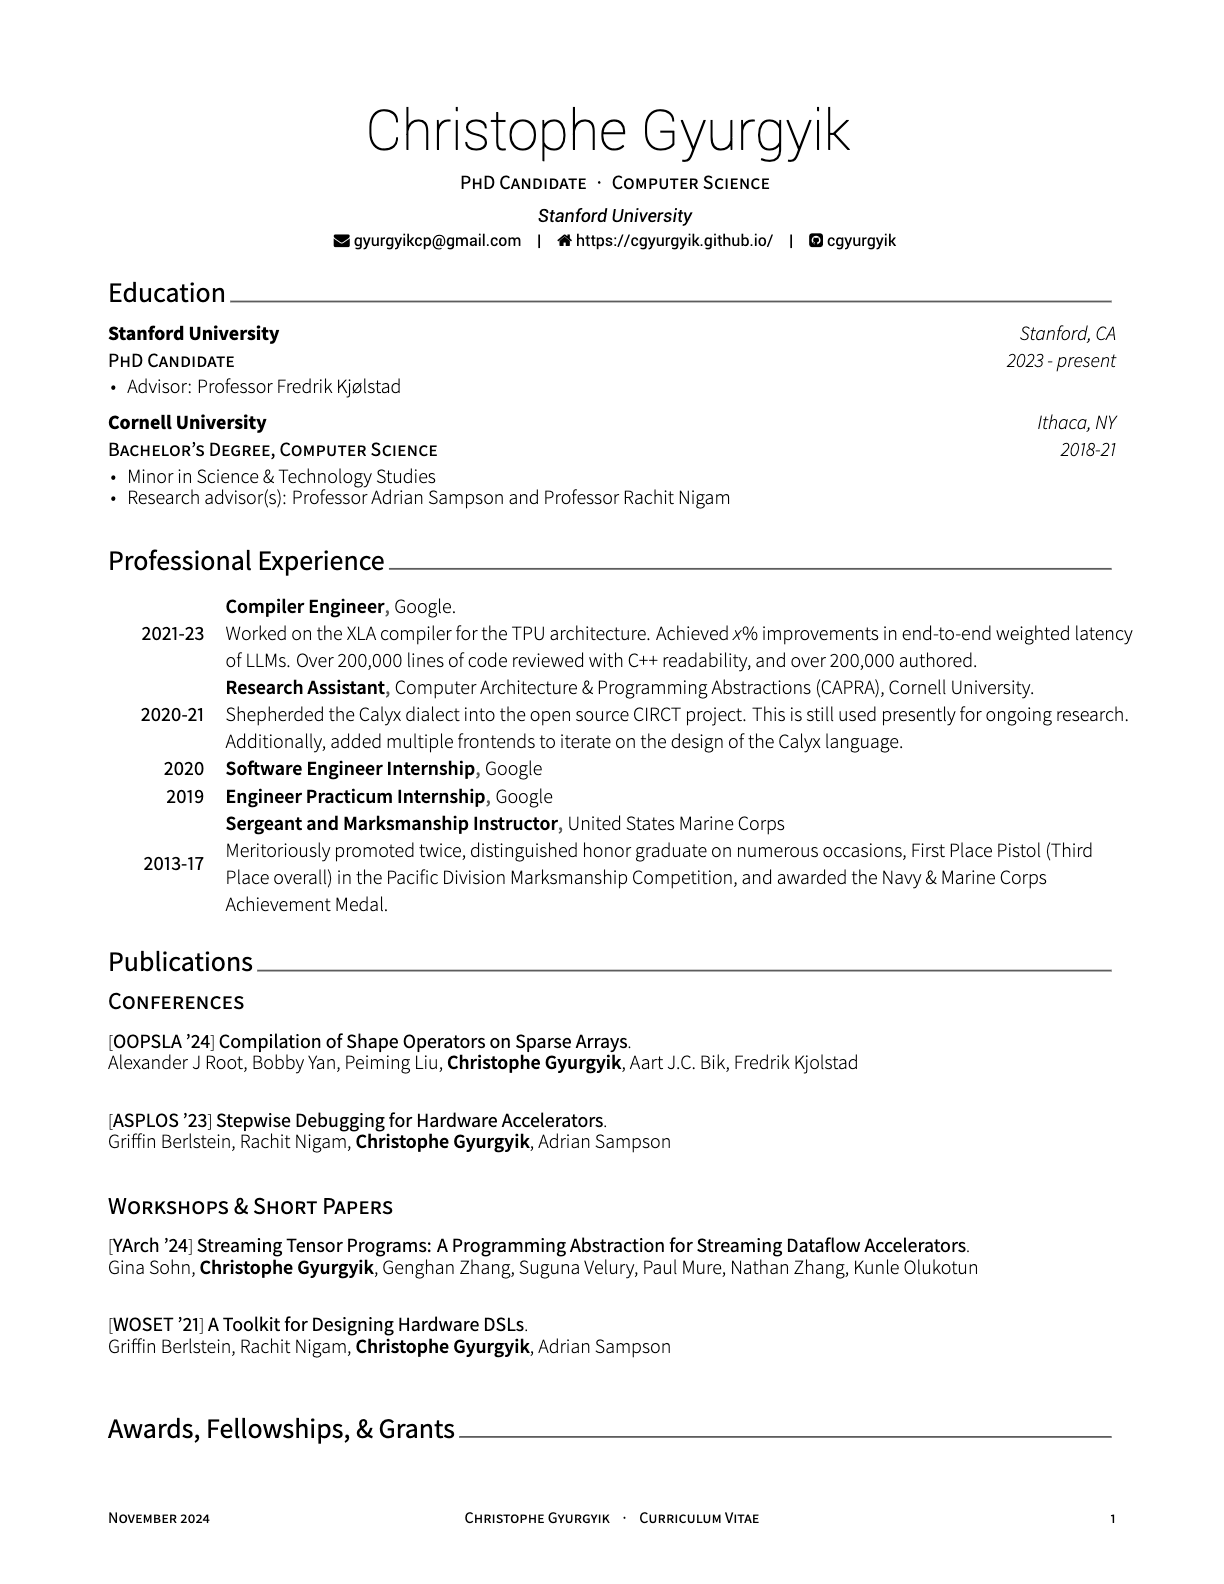 Christophe Gyurgyik
PhD Candidate · Computer Science
Stanford University
gyurgyikcp@gmail.com | https://cgyurgyik.github.io/ | cgyurgyik
Education
Stanford University Stanford, CA
PhD Candidate 2023 - present
• Advisor: Professor Fredrik Kjølstad
Cornell University Ithaca, NY
Bachelor’s Degree, Computer Science 2018-21
• Minor in Science & Technology Studies
• Research advisor(s): Professor Adrian Sampson and Professor Rachit Nigam
Professional Experience
Compiler Engineer, Google.
2021-23 Worked on the XLA compiler for the TPU architecture. Achieved x% improvements in end-to-end weighted latency
of LLMs. Over 200,000 lines of code reviewed with C++ readability, and over 200,000 authored.
Research Assistant, Computer Architecture & Programming Abstractions (CAPRA), Cornell University.
2020-21 Shepherded the Calyx dialect into the open source CIRCT project. This is still used presently for ongoing research.
Additionally, added multiple frontends to iterate on the design of the Calyx language.
2020 Software Engineer Internship, Google
2019 Engineer Practicum Internship, Google
Sergeant and Marksmanship Instructor, United States Marine Corps
2013-17 Meritoriously promoted twice, distinguished honor graduate on numerous occasions, First Place Pistol (Third
Place overall) in the Pacific Division Marksmanship Competition, and awarded the Navy & Marine Corps
Achievement Medal.
Publications
Conferences
[OOPSLA ’24] Compilation of Shape Operators on Sparse Arrays.
Alexander J Root, Bobby Yan, Peiming Liu, Christophe Gyurgyik, Aart J.C. Bik, Fredrik Kjolstad
[ASPLOS ’23] Stepwise Debugging for Hardware Accelerators.
Griffin Berlstein, Rachit Nigam, Christophe Gyurgyik, Adrian Sampson
Workshops & Short Papers
[YArch ’24] Streaming Tensor Programs: A Programming Abstraction for Streaming Dataflow Accelerators.
Gina Sohn, Christophe Gyurgyik, Genghan Zhang, Suguna Velury, Paul Mure, Nathan Zhang, Kunle Olukotun
[WOSET ’21] A Toolkit for Designing Hardware DSLs.
Griffin Berlstein, Rachit Nigam, Christophe Gyurgyik, Adrian Sampson
Awards, Fellowships, & Grants
November 2024 Christophe Gyurgyik · Curriculum Vitae 1